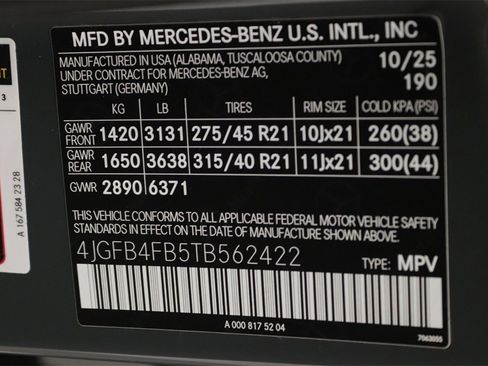 MFD BY MERCEDES-BENZ U.S. INTL., INC
MANUFACTURED IN USA (ALABAMA, TUSCALOOSA COUNTY) 10/25
UNDER CONTRACT FOR MERCEDES-BENZ AG, 190
STUTTGART (GERMANY)
KG LB TIRES RIM SIZE COLD KPA (PSI)
GAWR FRONT 1420 3131 275/45 R21 10Jx21 260(38)
GAWR REAR 1650 3638 315/40 R21 11Jx21 300(44)
GVWR 2890 6371
THIS VEHICLE CONFORMS TO ALL APPLICABLE FEDERAL MOTOR VEHICLE SAFETY
STANDARDS IN EFFECT ON THE DATE OF MANUFACTURE SHOWN ABOVE.
4JGFB4FB5TB562422
TYPE: MPV
A 000 817 52 04
7063055
A 167 584 23 28
3